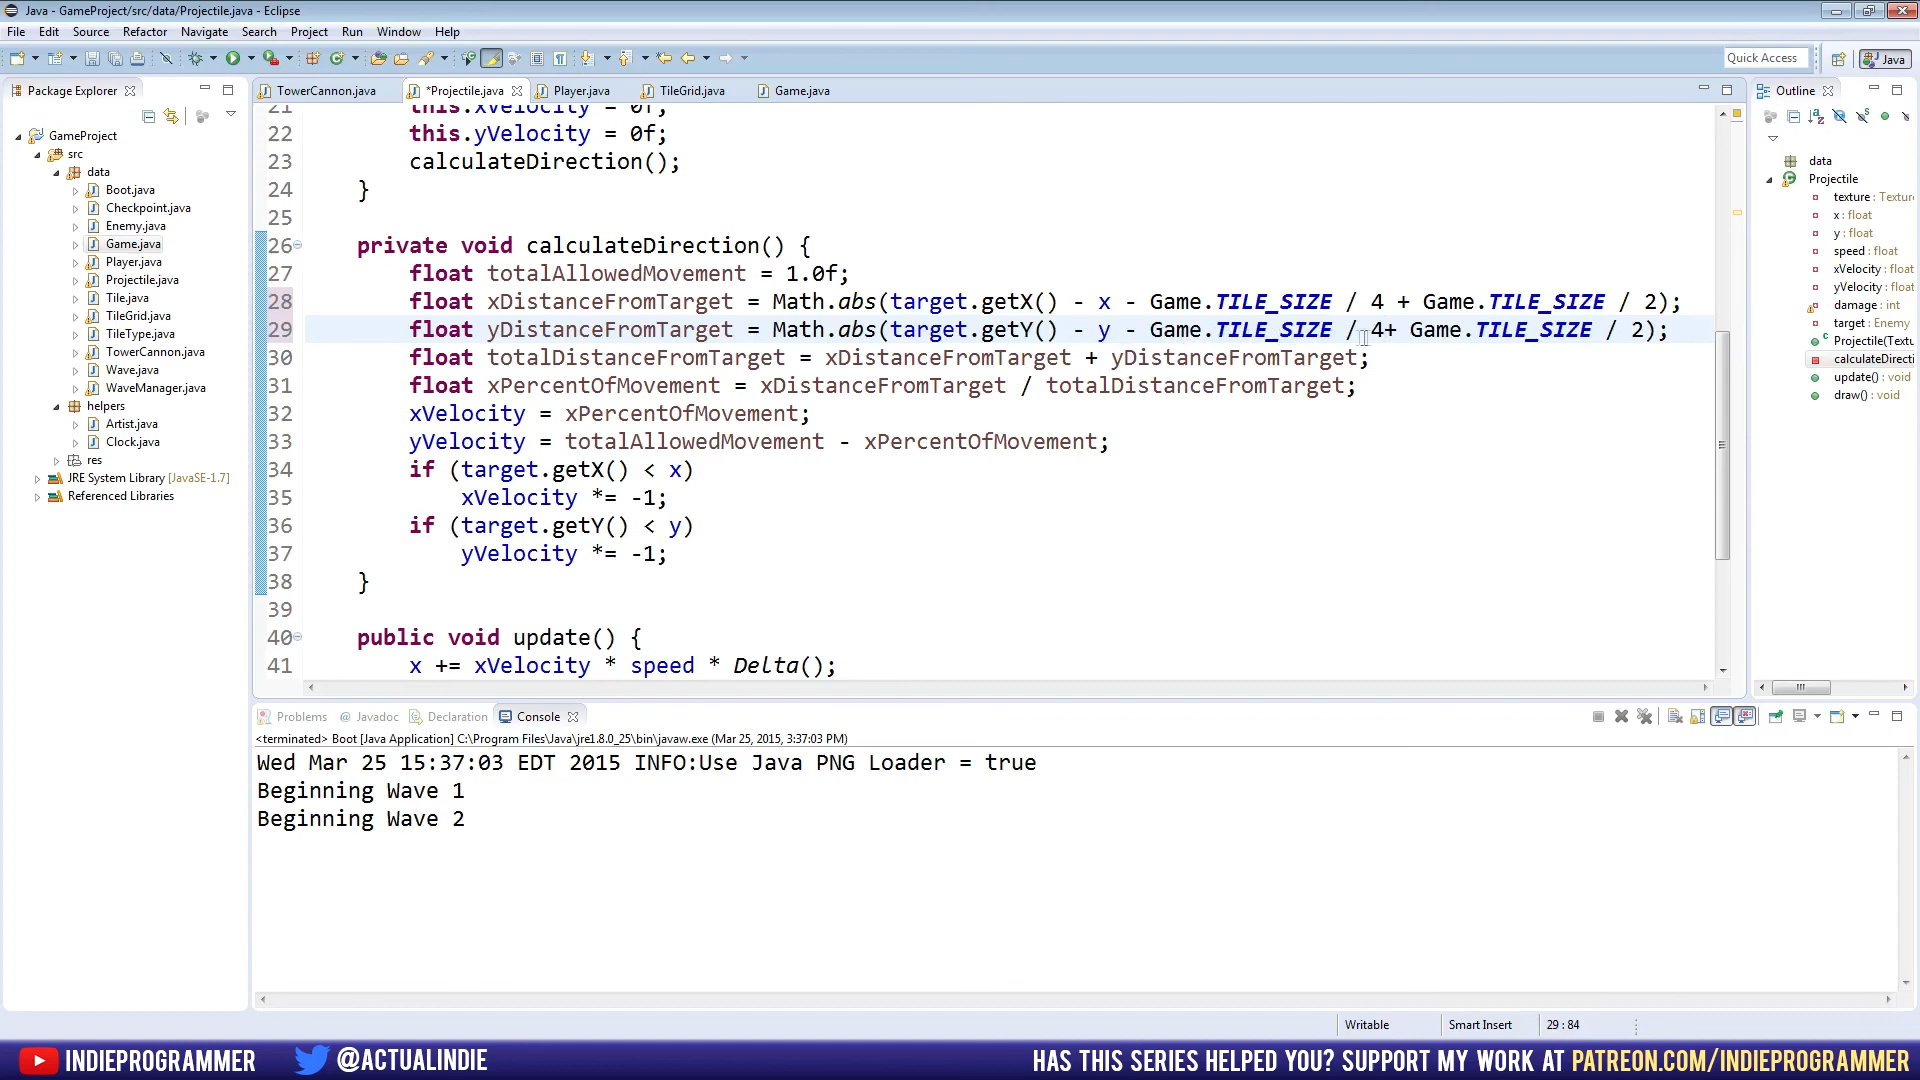 Java - GameProject/src/data/Projectile.java - Eclipse
File Edit Source Refactor Navigate Search Project Run Window Help
Quick Access
Java
Package Explorer
GameProject
src
data
Boot.java
Checkpoint.java
Enemy.java
Game.java
Player.java
Projectile.java
Tile.java
TileGrid.java
TileType.java
TowerCannon.java
Wave.java
WaveManager.java
helpers
Artist.java
Clock.java
res
JRE System Library [JavaSE-1.7]
Referenced Libraries
TowerCannon.java *Projectile.java Player.java TileGrid.java Game.java
21 this.xVelocity = 0f;
22 this.yVelocity = 0f;
23 calculateDirection();
24 }
25
26 private void calculateDirection() {
27 float totalAllowedMovement = 1.0f;
28 float xDistanceFromTarget = Math.abs(target.getX() - x - Game.TILE_SIZE / 4 + Game.TILE_SIZE / 2);
29 float yDistanceFromTarget = Math.abs(target.getY() - y - Game.TILE_SIZE / 4+ Game.TILE_SIZE / 2);
30 float totalDistanceFromTarget = xDistanceFromTarget + yDistanceFromTarget;
31 float xPercentOfMovement = xDistanceFromTarget / totalDistanceFromTarget;
32 xVelocity = xPercentOfMovement;
33 yVelocity = totalAllowedMovement - xPercentOfMovement;
34 if (target.getX() < x)
35 xVelocity *= -1;
36 if (target.getY() < y)
37 yVelocity *= -1;
38 }
39
40 public void update() {
41 x += xVelocity * speed * Delta();
Outline
data
Projectile
texture : Textur
x : float
y : float
speed : float
xVelocity : float
yVelocity : float
damage : int
target : Enemy
Projectile(Textu
calculateDirecti
update() : void
draw() : void
Problems @ Javadoc Declaration Console
<terminated> Boot [Java Application] C:\Program Files\Java\jre1.8.0_25\bin\javaw.exe (Mar 25, 2015, 3:37:03 PM)
Wed Mar 25 15:37:03 EDT 2015 INFO:Use Java PNG Loader = true
Beginning Wave 1
Beginning Wave 2
Writable Smart Insert 29 : 84
INDIEPROGRAMMER @ACTUALINDIE HAS THIS SERIES HELPED YOU? SUPPORT MY WORK AT PATREON.COM/INDIEPROGRAMMER